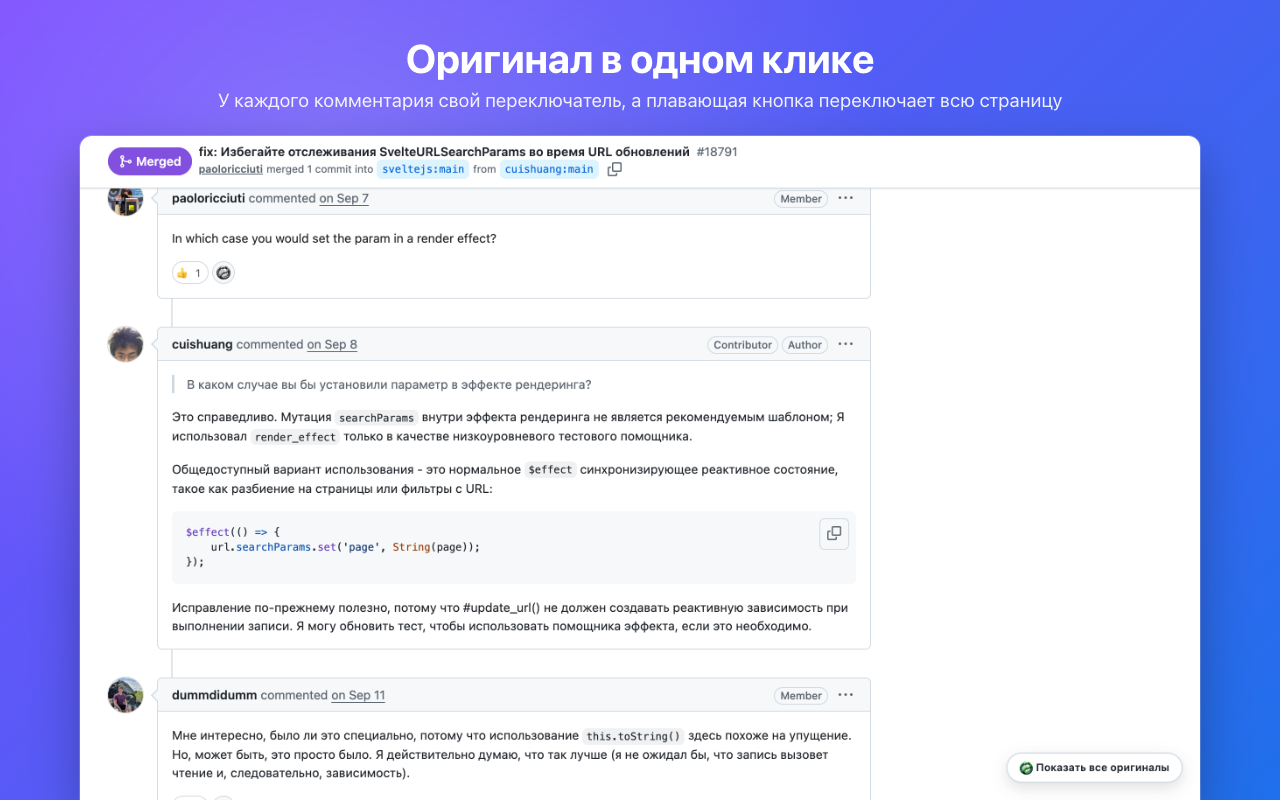 Оригинал в одном клике
У каждого комментария свой переключатель, а плавающая кнопка переключает всю страницу
Merged
fix: Избегайте отслеживания SvelteURLSearchParams во время URL обновлений #18791
paoloricciuti merged 1 commit into sveltejs:main from cuishuang:main
paoloricciuti commented on Sep 7
Member
In which case you would set the param in a render effect?
👍 1
cuishuang commented on Sep 8
Contributor Author
В каком случае вы бы установили параметр в эффекте рендеринга?
Это справедливо. Мутация searchParams внутри эффекта рендеринга не является рекомендуемым шаблоном; Я
использовал render_effect только в качестве низкоуровневого тестового помощника.
Общедоступный вариант использования - это нормальное $effect синхронизирующее реактивное состояние,
такое как разбиение на страницы или фильтры с URL:
$effect(() => {
    url.searchParams.set('page', String(page));
});
Исправление по-прежнему полезно, потому что #update_url() не должен создавать реактивную зависимость при
выполнении записи. Я могу обновить тест, чтобы использовать помощника эффекта, если это необходимо.
dummdidumm commented on Sep 11
Member
Мне интересно, было ли это специально, потому что использование this.toString() здесь похоже на упущение.
Но, может быть, это просто было. Я действительно думаю, что так лучше (я не ожидал бы, что запись вызовет
чтение и, следовательно, зависимость).
Показать все оригиналы